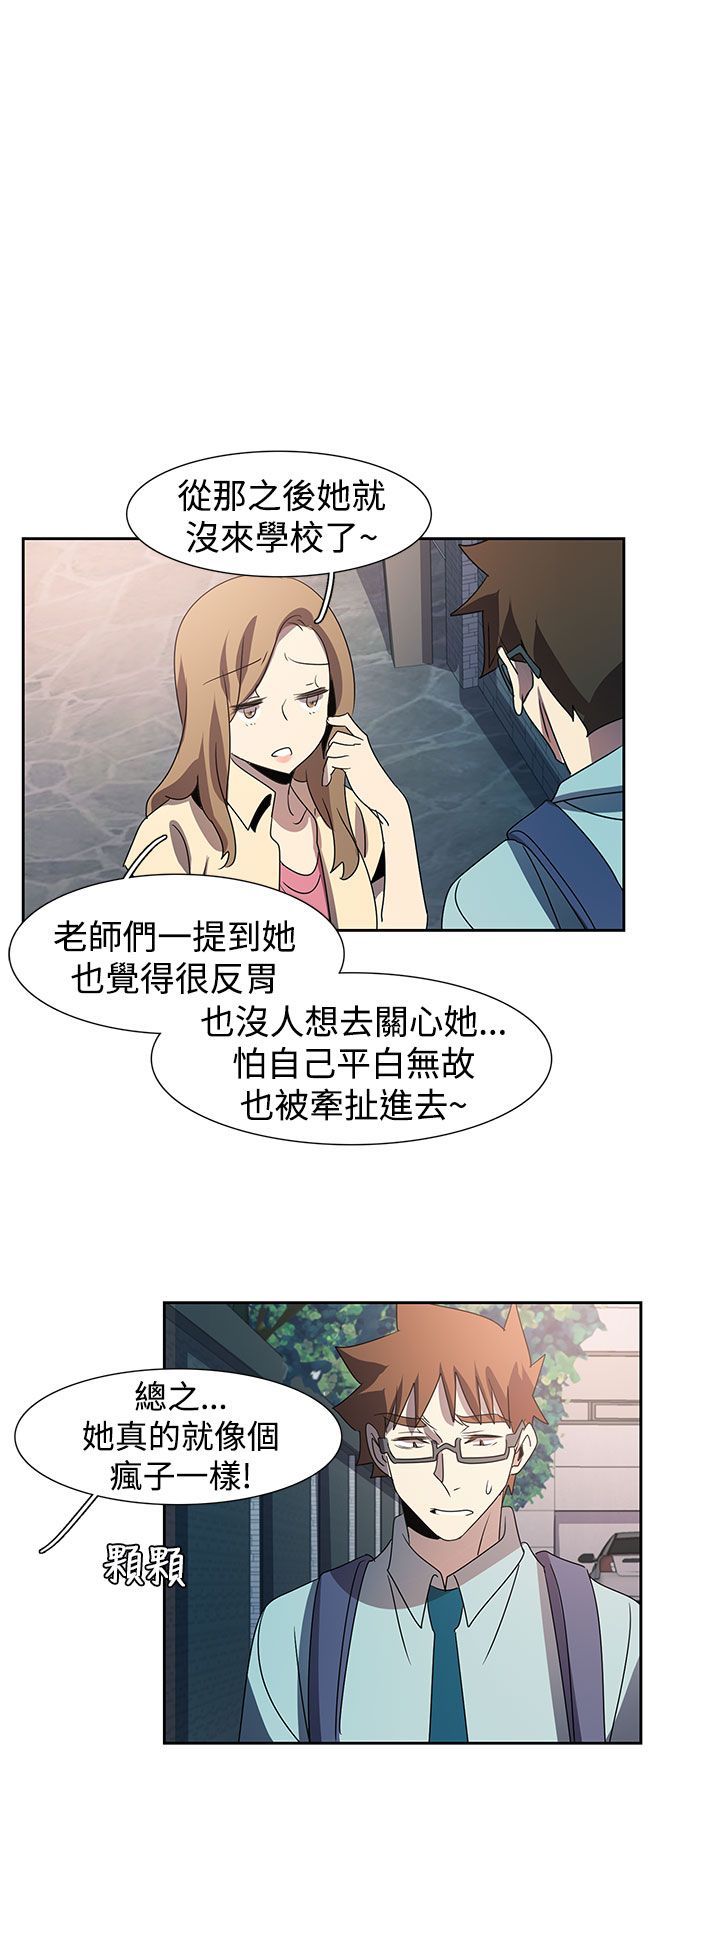 從那之後她就
沒來學校了~
老師們一提到她
也覺得很反胃
也沒人想去關心她...
怕自己平白無故
也被牽扯進去~
總之...
她真的就像個
瘋子一樣!
顆顆